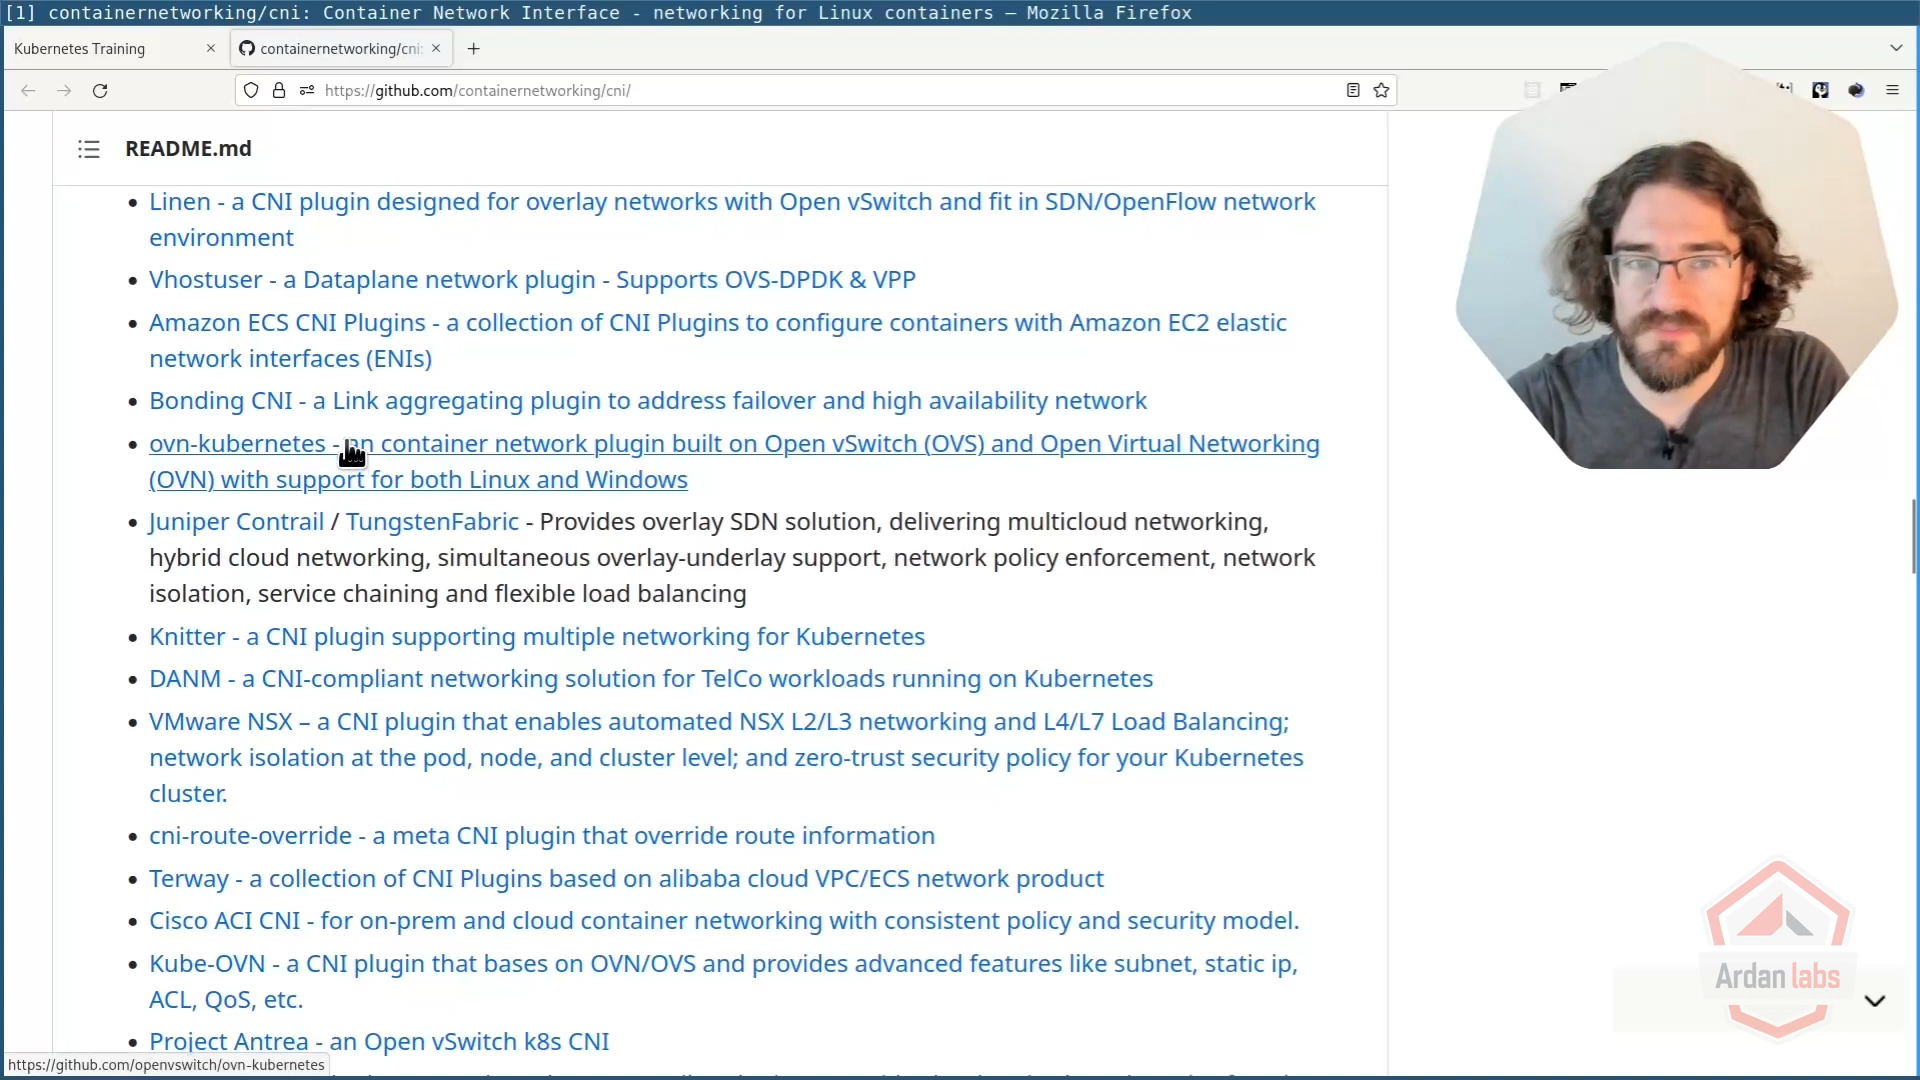 [1] containernetworking/cni: Container Network Interface - networking for Linux containers — Mozilla Firefox
Kubernetes Training
containernetworking/cni:
https://github.com/containernetworking/cni/
README.md
Linen - a CNI plugin designed for overlay networks with Open vSwitch and fit in SDN/OpenFlow network
environment
Vhostuser - a Dataplane network plugin - Supports OVS-DPDK & VPP
Amazon ECS CNI Plugins - a collection of CNI Plugins to configure containers with Amazon EC2 elastic
network interfaces (ENIs)
Bonding CNI - a Link aggregating plugin to address failover and high availability network
ovn-kubernetes - an container network plugin built on Open vSwitch (OVS) and Open Virtual Networking
(OVN) with support for both Linux and Windows
Juniper Contrail / TungstenFabric - Provides overlay SDN solution, delivering multicloud networking,
hybrid cloud networking, simultaneous overlay-underlay support, network policy enforcement, network
isolation, service chaining and flexible load balancing
Knitter - a CNI plugin supporting multiple networking for Kubernetes
DANM - a CNI-compliant networking solution for TelCo workloads running on Kubernetes
VMware NSX – a CNI plugin that enables automated NSX L2/L3 networking and L4/L7 Load Balancing;
network isolation at the pod, node, and cluster level; and zero-trust security policy for your Kubernetes
cluster.
cni-route-override - a meta CNI plugin that override route information
Terway - a collection of CNI Plugins based on alibaba cloud VPC/ECS network product
Cisco ACI CNI - for on-prem and cloud container networking with consistent policy and security model.
Kube-OVN - a CNI plugin that bases on OVN/OVS and provides advanced features like subnet, static ip,
ACL, QoS, etc.
Project Antrea - an Open vSwitch k8s CNI
https://github.com/openvswitch/ovn-kubernetes
Ardan labs